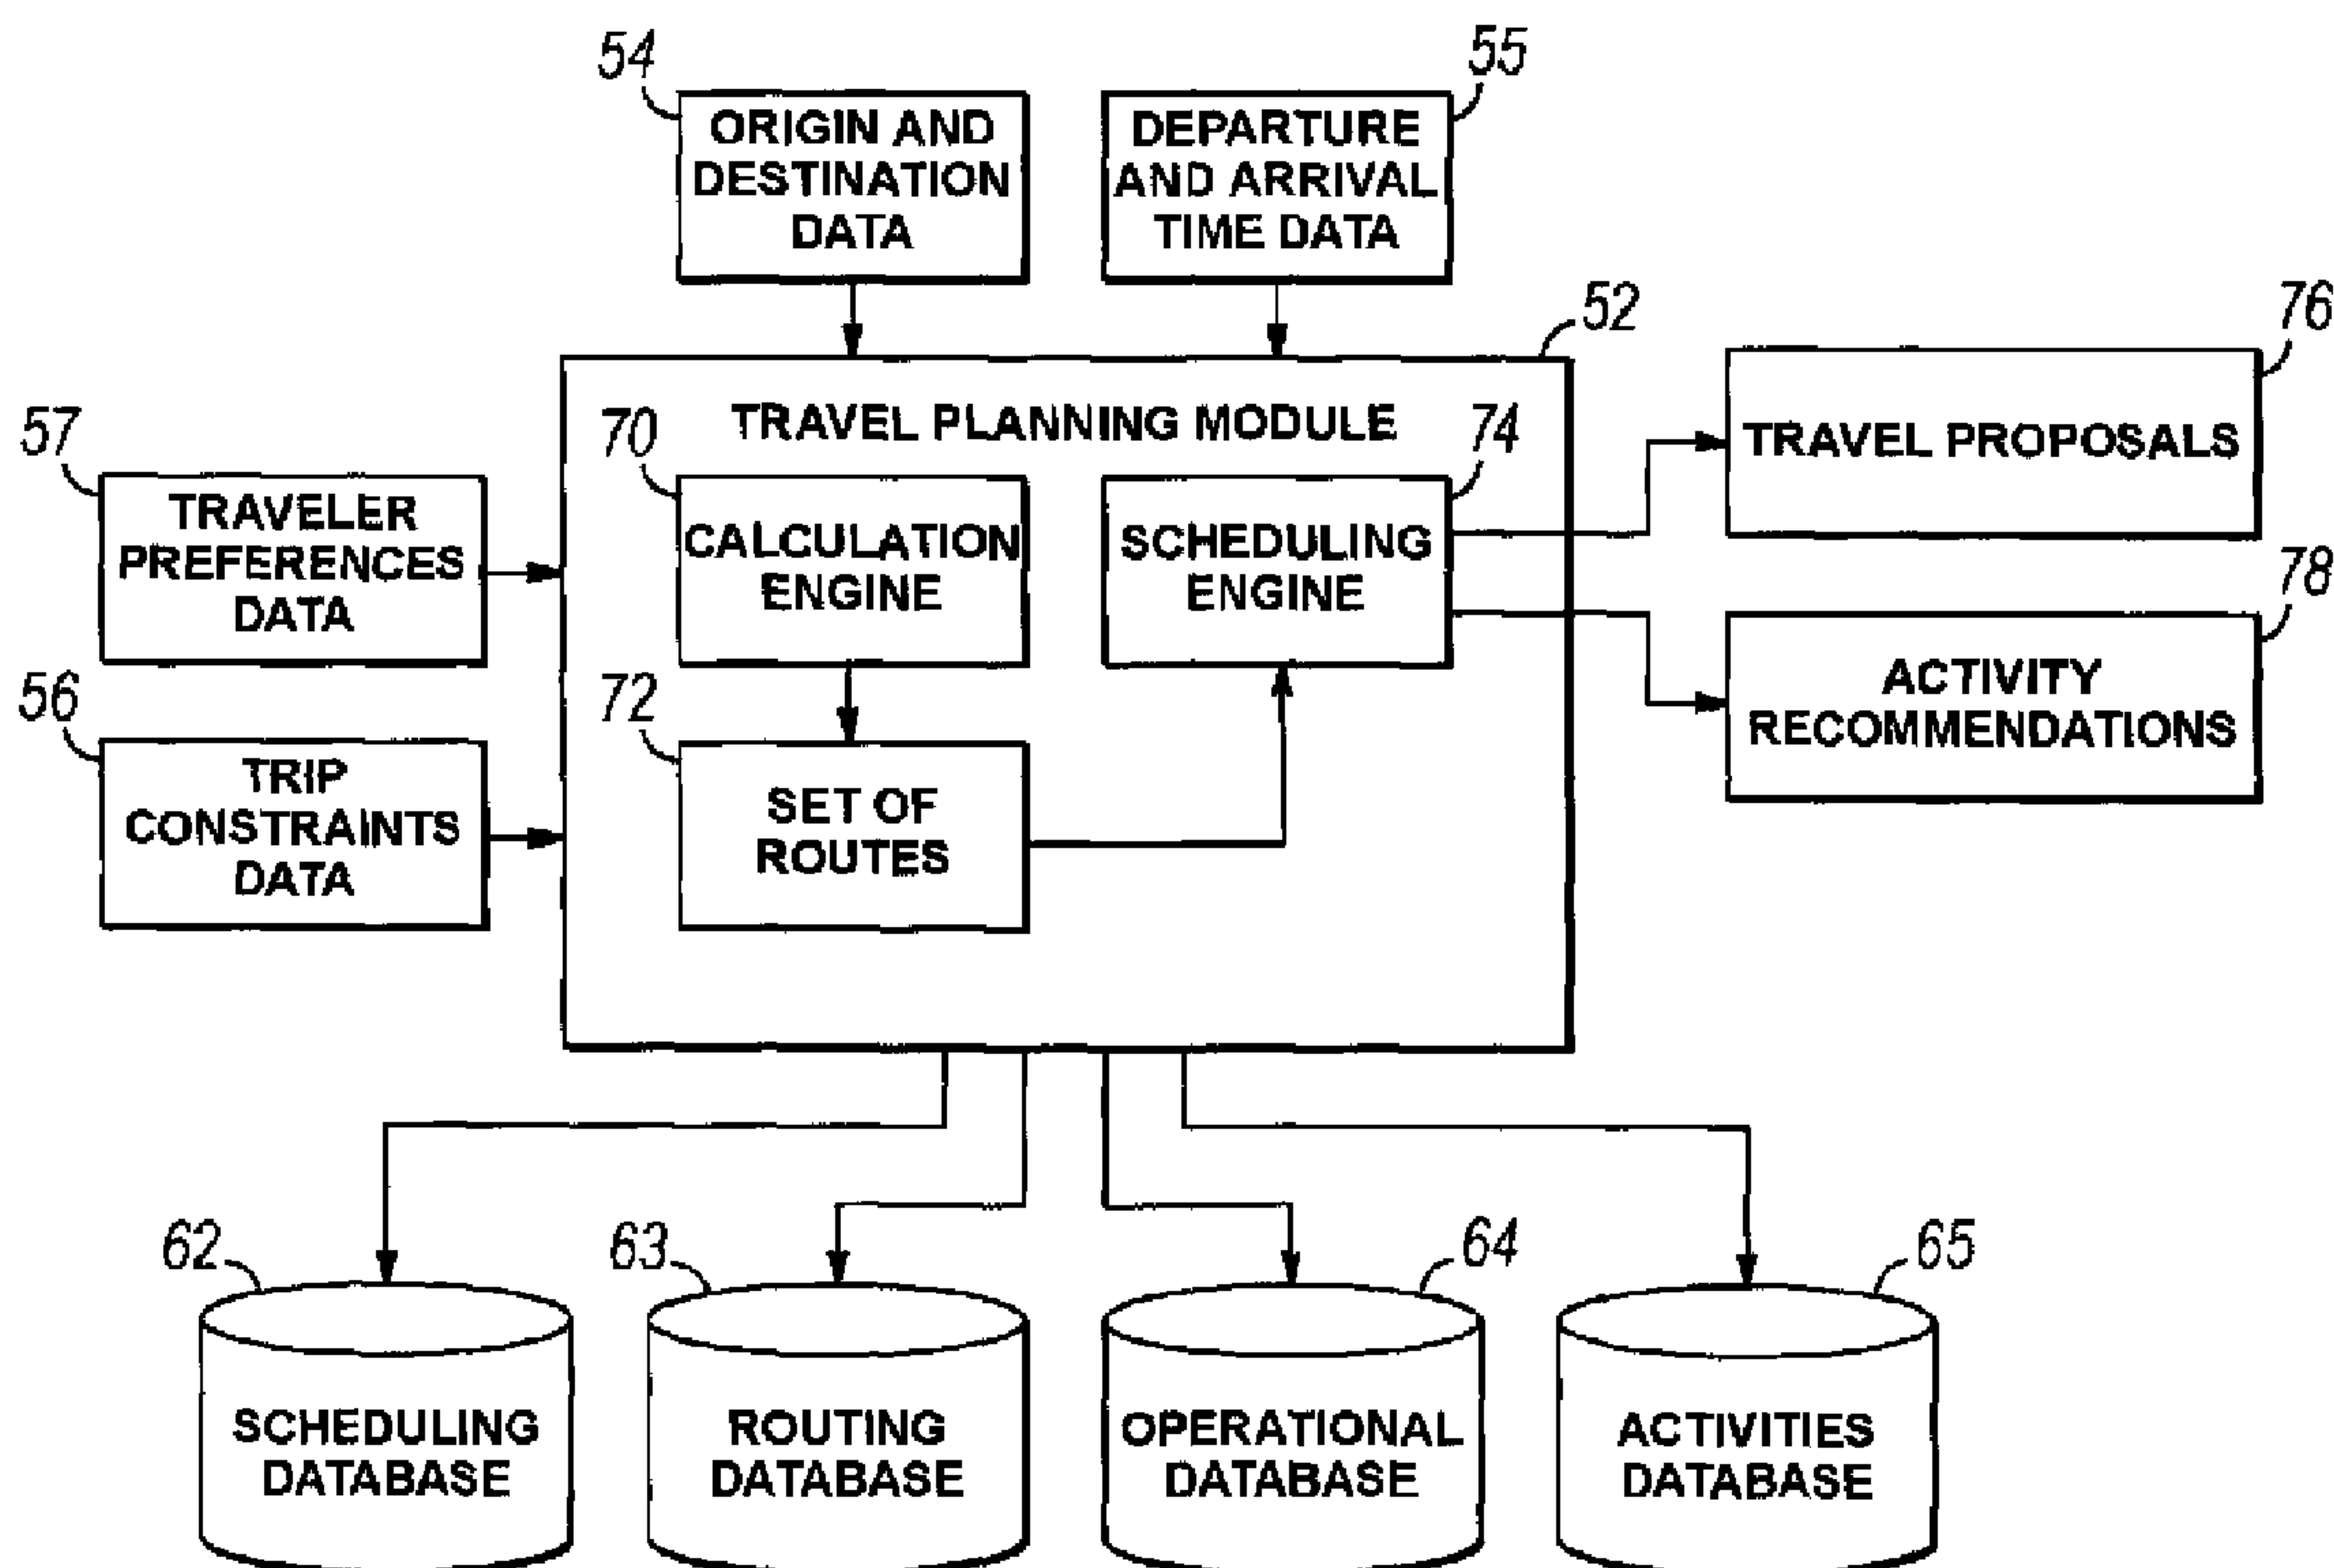 54
ORIGIN AND
DESTINATION
DATA
55
DEPARTURE
AND ARRIVAL
TIME DATA
52
76
TRAVEL PROPOSALS
57
TRAVELER
PREFERENCES
DATA
TRAVEL PLANNING MODULE
70
CALCULATION
ENGINE
74
SCHEDULING
ENGINE
78
ACTIVITY
RECOMMENDATIONS
56
TRIP
CONSTRAINTS
DATA
72
SET OF
ROUTES
62
SCHEDULING
DATABASE
63
ROUTING
DATABASE
64
OPERATIONAL
DATABASE
65
ACTIVITIES
DATABASE